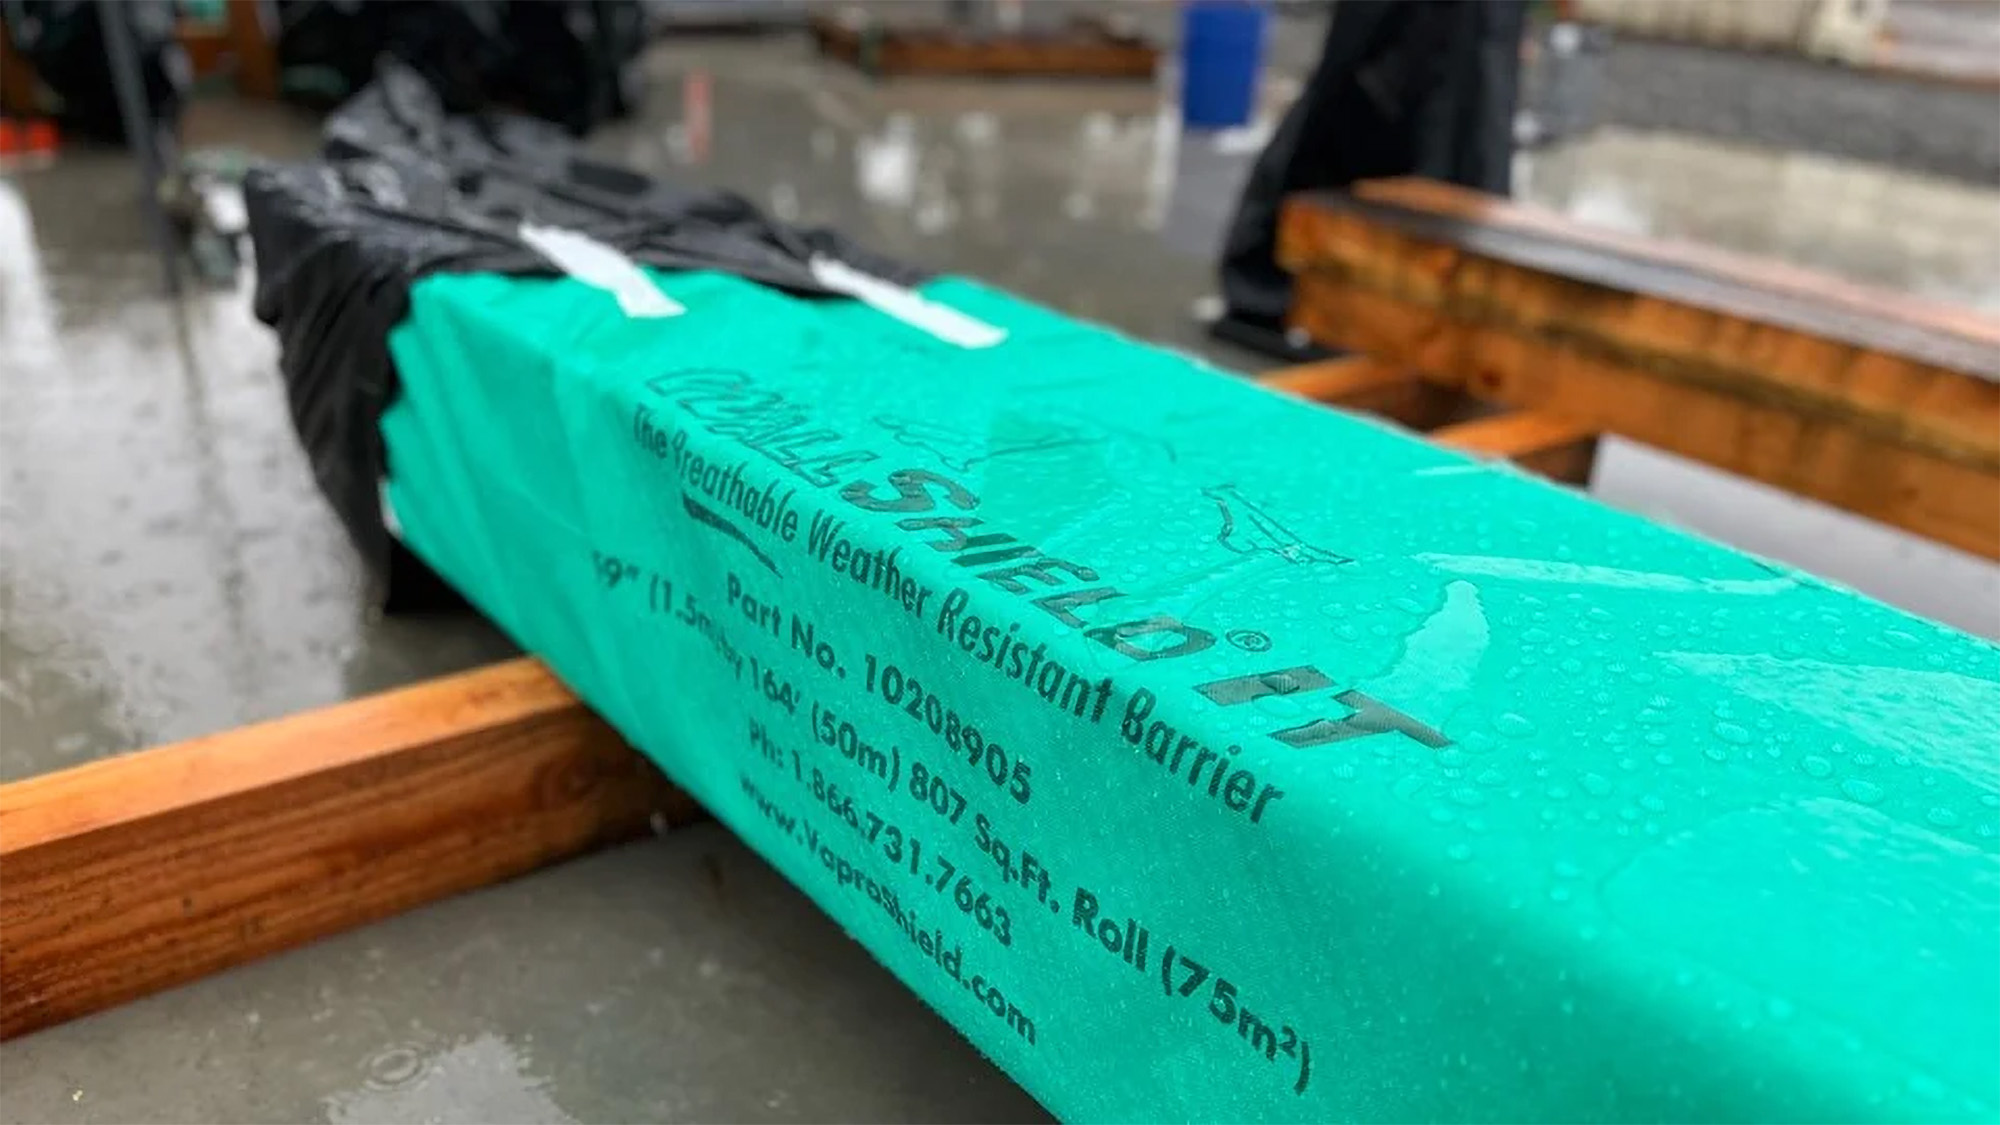 WALLSHIELD® IT
The Breathable Weather Resistant Barrier
Part No. 10208905
59" (1.5m) by 164' (50m) 807 Sq.Ft. Roll (75m²)
Ph: 1.866.731.7663
www.VaproShield.com